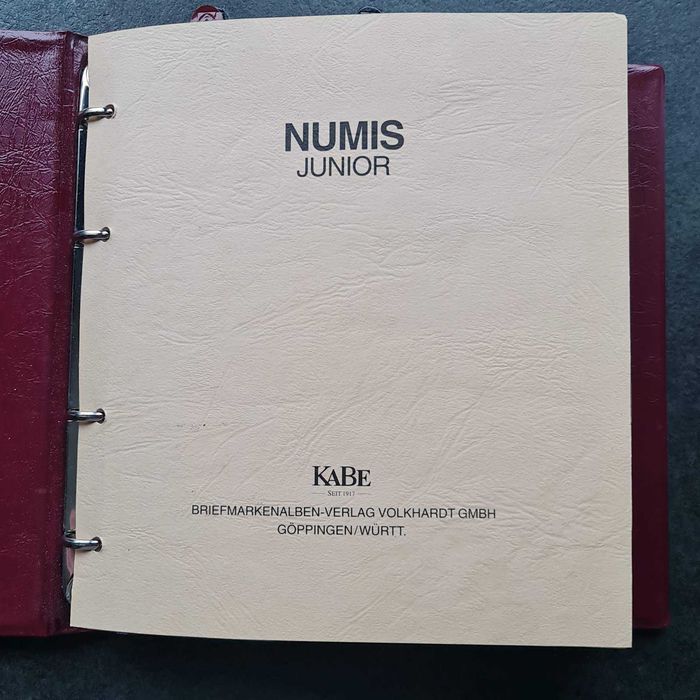 NUMIS
JUNIOR
KABE
SEIT 1917
BRIEFMARKENALBEN-VERLAG VOLKHARDT GMBH
GÖPPINGEN/WÜRTT.